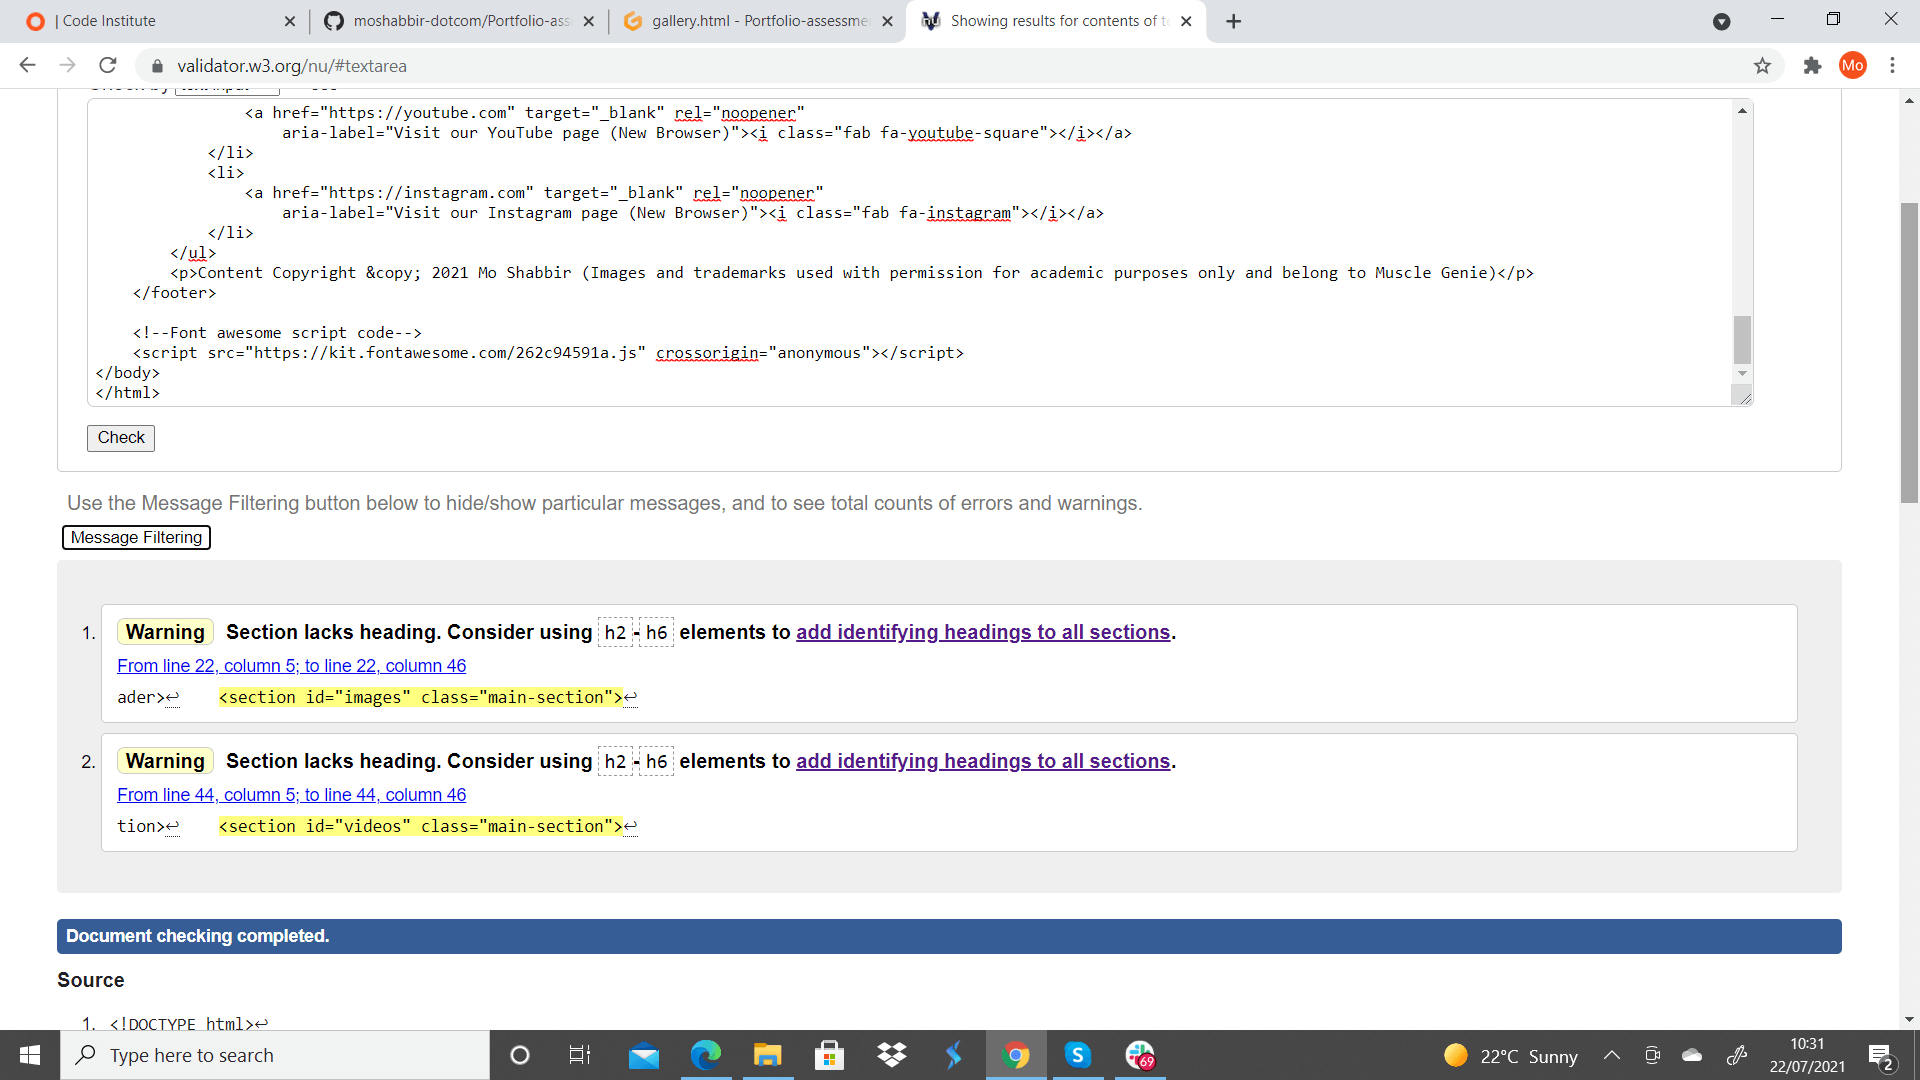 | Code Institute
moshabbir-dotcom/Portfolio-ass
gallery.html - Portfolio-assessme
Showing results for contents of te
validator.w3.org/nu/#textarea
Mo
<a href="https://youtube.com" target="_blank" rel="noopener"
aria-label="Visit our YouTube page (New Browser)"><i class="fab fa-youtube-square"></i></a>
</li>
<li>
<a href="https://instagram.com" target="_blank" rel="noopener"
aria-label="Visit our Instagram page (New Browser)"><i class="fab fa-instagram"></i></a>
</li>
</ul>
<p>Content Copyright &copy; 2021 Mo Shabbir (Images and trademarks used with permission for academic purposes only and belong to Muscle Genie)</p>
</footer>
<!--Font awesome script code-->
<script src="https://kit.fontawesome.com/262c94591a.js" crossorigin="anonymous"></script>
</body>
</html>
Check
Use the Message Filtering button below to hide/show particular messages, and to see total counts of errors and warnings.
Message Filtering
1. Warning Section lacks heading. Consider using h2-h6 elements to add identifying headings to all sections.
From line 22, column 5; to line 22, column 46
ader>↩ <section id="images" class="main-section">↩
2. Warning Section lacks heading. Consider using h2-h6 elements to add identifying headings to all sections.
From line 44, column 5; to line 44, column 46
tion>↩ <section id="videos" class="main-section">↩
Document checking completed.
Source
1. <!DOCTYPE html>↩
Type here to search
69
22°C Sunny
10:31
22/07/2021
2